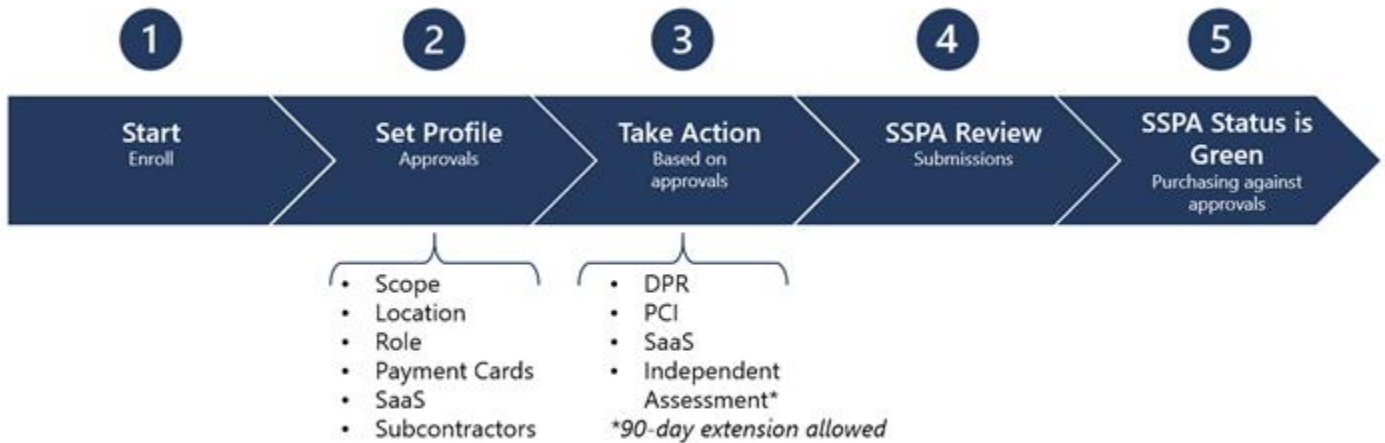 1
2
3
4
5
Start
Enroll
Set Profile
Approvals
Take Action
Based on
approvals
SSPA Review
Submissions
SSPA Status is
Green
Purchasing against
approvals
• Scope
• Location
• Role
• Payment Cards
• SaaS
• Subcontractors
• DPR
• PCI
• SaaS
• Independent
Assessment*
*90-day extension allowed